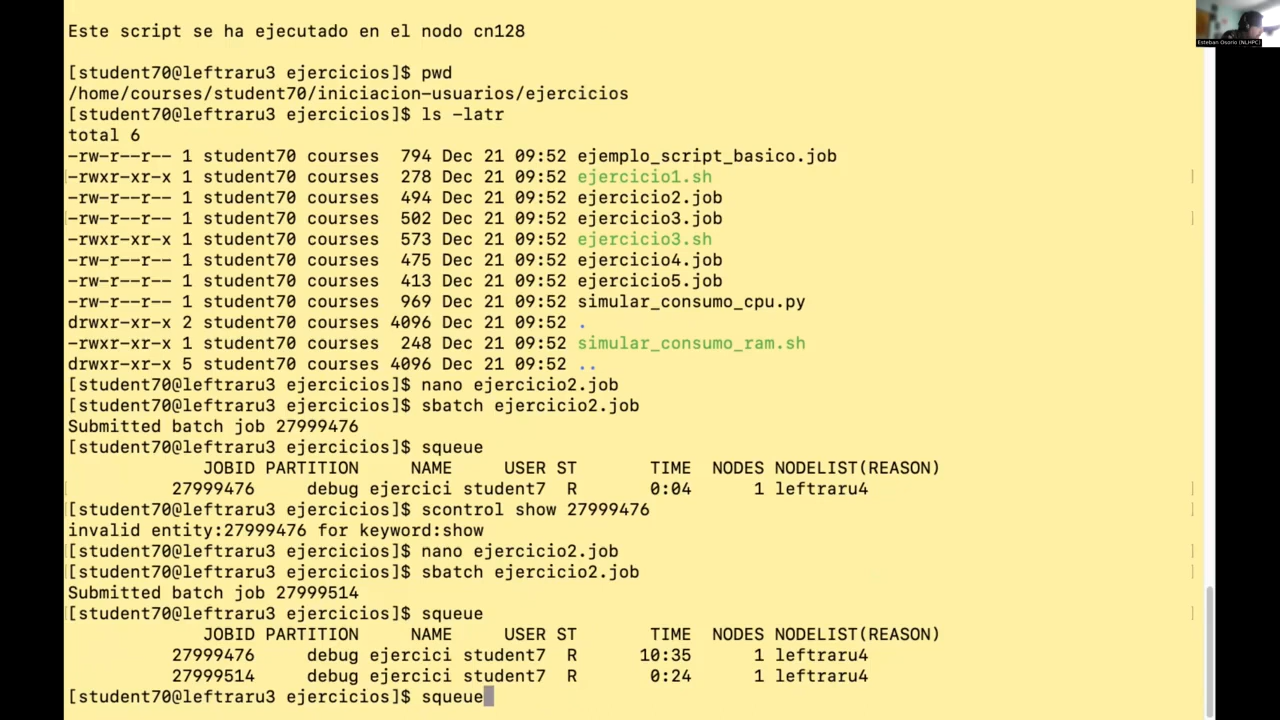 Este script se ha ejecutado en el nodo cn128
[student70@leftraru3 ejercicios]$ pwd
/home/courses/student70/iniciacion-usuarios/ejercicios
[student70@leftraru3 ejercicios]$ ls -latr
total 6
-rw-r--r-- 1 student70 courses  794 Dec 21 09:52 ejemplo_script_basico.job
-rwxr-xr-x 1 student70 courses  278 Dec 21 09:52 ejercicio1.sh
-rw-r--r-- 1 student70 courses  494 Dec 21 09:52 ejercicio2.job
-rw-r--r-- 1 student70 courses  502 Dec 21 09:52 ejercicio3.job
-rwxr-xr-x 1 student70 courses  573 Dec 21 09:52 ejercicio3.sh
-rw-r--r-- 1 student70 courses  475 Dec 21 09:52 ejercicio4.job
-rw-r--r-- 1 student70 courses  413 Dec 21 09:52 ejercicio5.job
-rw-r--r-- 1 student70 courses  969 Dec 21 09:52 simular_consumo_cpu.py
drwxr-xr-x 2 student70 courses 4096 Dec 21 09:52 .
-rwxr-xr-x 1 student70 courses  248 Dec 21 09:52 simular_consumo_ram.sh
drwxr-xr-x 5 student70 courses 4096 Dec 21 09:52 ..
[student70@leftraru3 ejercicios]$ nano ejercicio2.job
[student70@leftraru3 ejercicios]$ sbatch ejercicio2.job
Submitted batch job 27999476
[student70@leftraru3 ejercicios]$ squeue
JOBID PARTITION     NAME     USER ST       TIME  NODES NODELIST(REASON)
27999476     debug ejercici student7  R       0:04      1 leftraru4
[student70@leftraru3 ejercicios]$ scontrol show 27999476
invalid entity:27999476 for keyword:show
[student70@leftraru3 ejercicios]$ nano ejercicio2.job
[student70@leftraru3 ejercicios]$ sbatch ejercicio2.job
Submitted batch job 27999514
[student70@leftraru3 ejercicios]$ squeue
JOBID PARTITION     NAME     USER ST       TIME  NODES NODELIST(REASON)
27999476     debug ejercici student7  R      10:35      1 leftraru4
27999514     debug ejercici student7  R       0:24      1 leftraru4
[student70@leftraru3 ejercicios]$ squeue
Esteban Osorio (NLHPC)